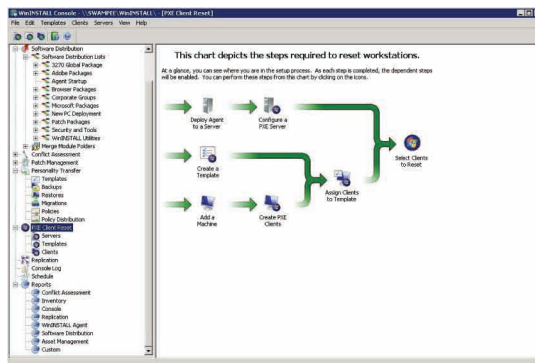 WinINSTALL Console - \\SWAMPEE\WinINSTALL\ - [PXE Client Reset]
File Edit Templates Clients Servers View Help
Software Distribution
Software Distribution Lists
3270 Global Package
Adobe Packages
Agent Startup
Browser Packages
Corporate Groups
Microsoft Packages
New PC Deployment
Patch Packages
Security and Tools
WinINSTALL Utilities
Merge Module Folders
Conflict Assessment
Patch Management
Personality Transfer
Templates
Backups
Restores
Migrations
Policies
Policy Distribution
PXE Client Reset
Servers
Templates
Clients
Replication
Console Log
Schedule
Reports
Conflict Assessment
Inventory
Console
Replication
WinINSTALL Agent
Software Distribution
Asset Management
Custom
This chart depicts the steps required to reset workstations.
At a glance, you can see where you are in the setup process. As each step is completed, the dependent steps
will be enabled. You can perform these steps from this chart by clicking on the icons.
Deploy Agent
to a Server
Configure a
PXE Server
Create a
Template
Select Clients
to Reset
Assign Clients
to Template
Add a
Machine
Create PXE
Clients